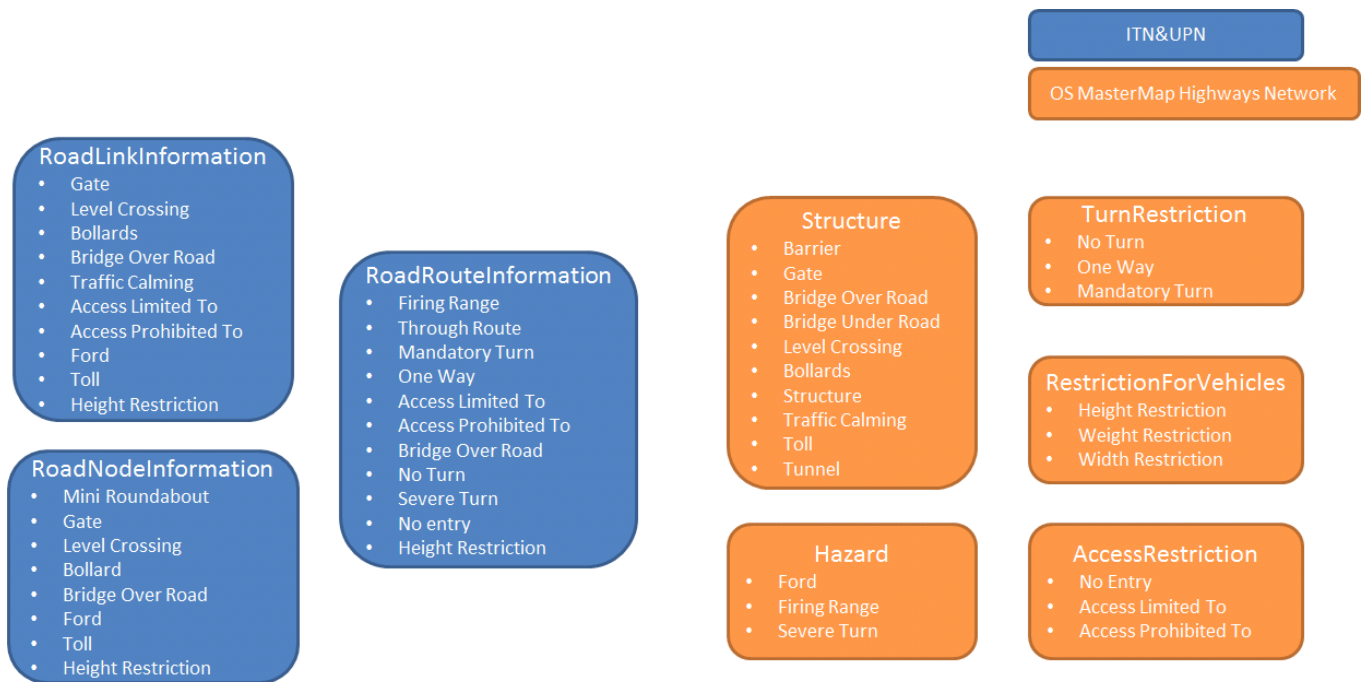 ITN&UPN
OS MasterMap Highways Network
RoadLinkInformation
• Gate
• Level Crossing
• Bollards
• Bridge Over Road
• Traffic Calming
• Access Limited To
• Access Prohibited To
• Ford
• Toll
• Height Restriction
RoadNodeInformation
• Mini Roundabout
• Gate
• Level Crossing
• Bollard
• Bridge Over Road
• Ford
• Toll
• Height Restriction
RoadRouteInformation
• Firing Range
• Through Route
• Mandatory Turn
• One Way
• Access Limited To
• Access Prohibited To
• Bridge Over Road
• No Turn
• Severe Turn
• No entry
• Height Restriction
Structure
• Barrier
• Gate
• Bridge Over Road
• Bridge Under Road
• Level Crossing
• Bollards
• Structure
• Traffic Calming
• Toll
• Tunnel
Hazard
• Ford
• Firing Range
• Severe Turn
TurnRestriction
• No Turn
• One Way
• Mandatory Turn
RestrictionForVehicles
• Height Restriction
• Weight Restriction
• Width Restriction
AccessRestriction
• No Entry
• Access Limited To
• Access Prohibited To